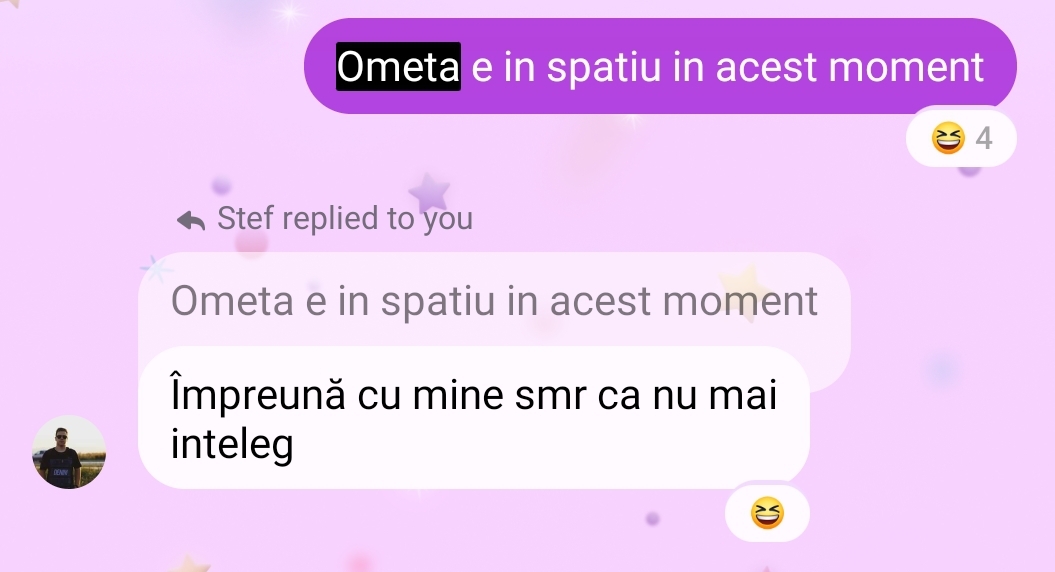 Ometa e in spatiu in acest moment
😆 4
Stef replied to you
Ometa e in spatiu in acest moment
Împreună cu mine smr ca nu mai
inteleg
😆